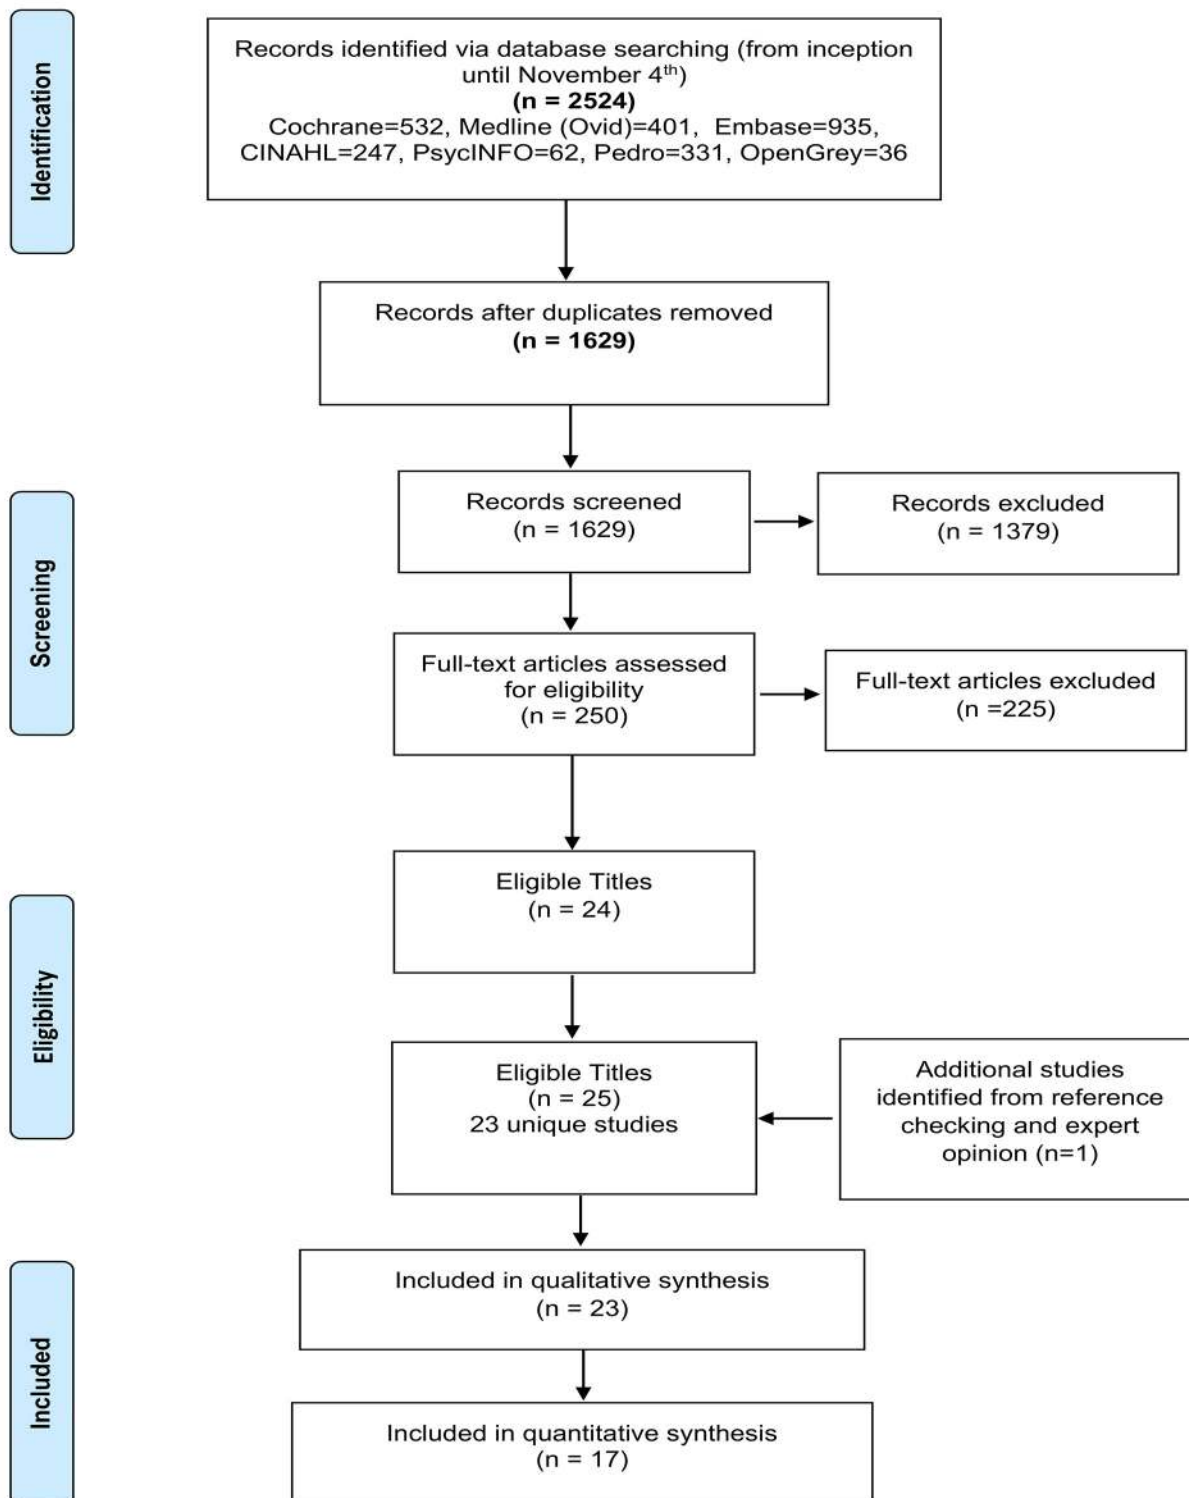 Identification
Records identified via database searching (from inception
until November 4th)
(n = 2524)
Cochrane=532, Medline (Ovid)=401, Embase=935,
CINAHL=247, PsycINFO=62, Pedro=331, OpenGrey=36
Records after duplicates removed
(n = 1629)
Screening
Records screened
(n = 1629)
Records excluded
(n = 1379)
Full-text articles assessed
for eligibility
(n = 250)
Full-text articles excluded
(n =225)
Eligibility
Eligible Titles
(n = 24)
Eligible Titles
(n = 25)
23 unique studies
Additional studies
identified from reference
checking and expert
opinion (n=1)
Included
Included in qualitative synthesis
(n = 23)
Included in quantitative synthesis
(n = 17)